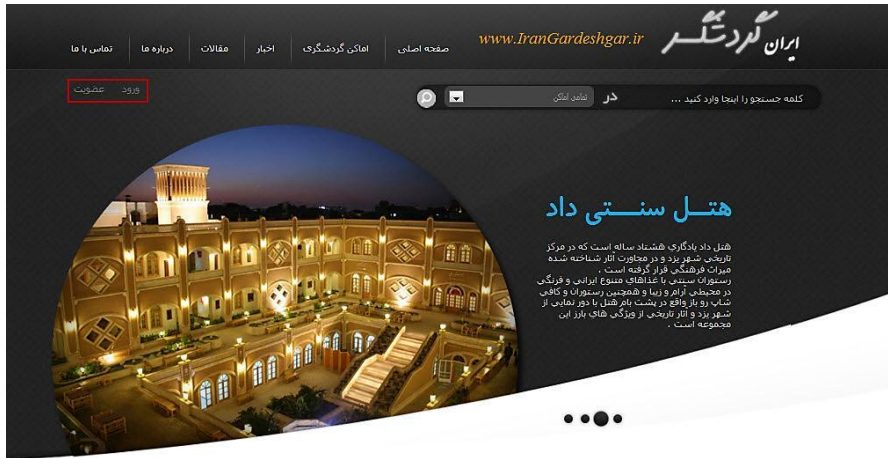 ایران گردشگر
www.IranGardeshgar.ir
صفحه اصلی
اماکن گردشگری
اخبار
مقالات
درباره ما
تماس با ما
کلمه جستجو را اینجا وارد کنید ...
در
تمامی اماکن
ورود
عضویت
هتــل سنــتی داد
هتل داد یادگاری هشتاد ساله است که در مرکز
تاریخی شهر یزد و در مجاورت آثار شناخته شده
میراث فرهنگی قرار گرفته است .
رستوران سنتی با غذاهای متنوع ایرانی و فرنگی
در محیطی آرام و زیبا و همچنین رستوران و کافی
شاپ رو باز واقع در پشت بام هتل با دور نمایی از
شهر یزد و آثار تاریخی از ویژگی های بارز این
مجموعه است .